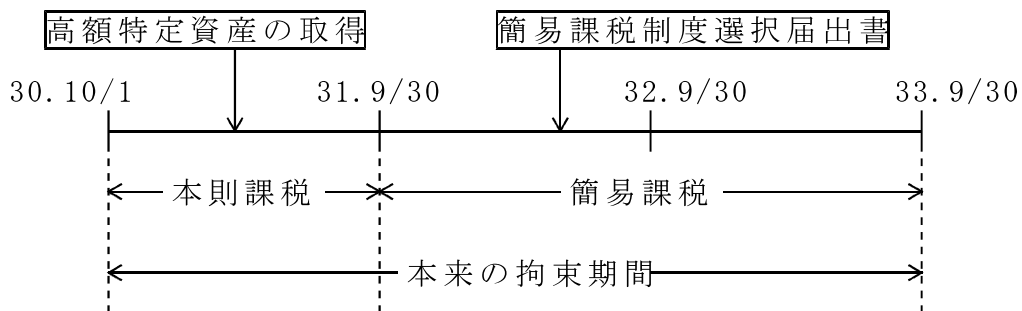 高額特定資産の取得 簡易課税制度選択届出書
30.10/1 31.9/30 32.9/30 33.9/30
本則課税 簡易課税
本来の拘束期間